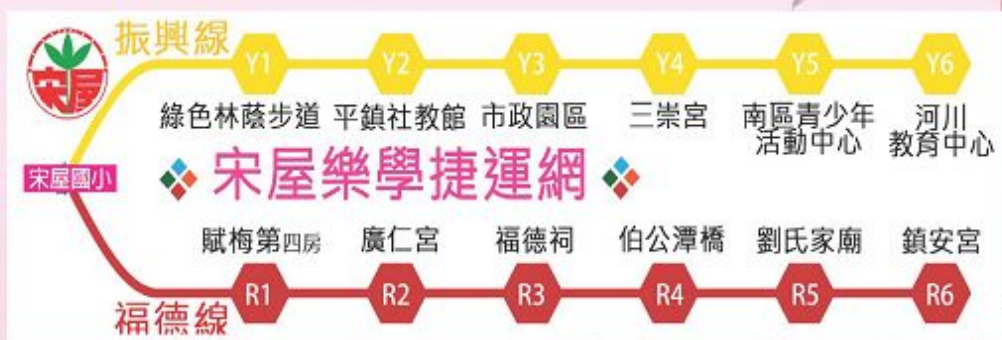 振興線
宋屋
Y1 Y2 Y3 Y4 Y5 Y6
綠色林蔭步道 平鎮社教館 市政園區 三崇宮 南區青少年活動中心 河川教育中心
宋屋國小
宋屋樂學捷運網
賦梅第四房 廣仁宮 福德祠 伯公潭橋 劉氏家廟 鎮安宮
R1 R2 R3 R4 R5 R6
福德線